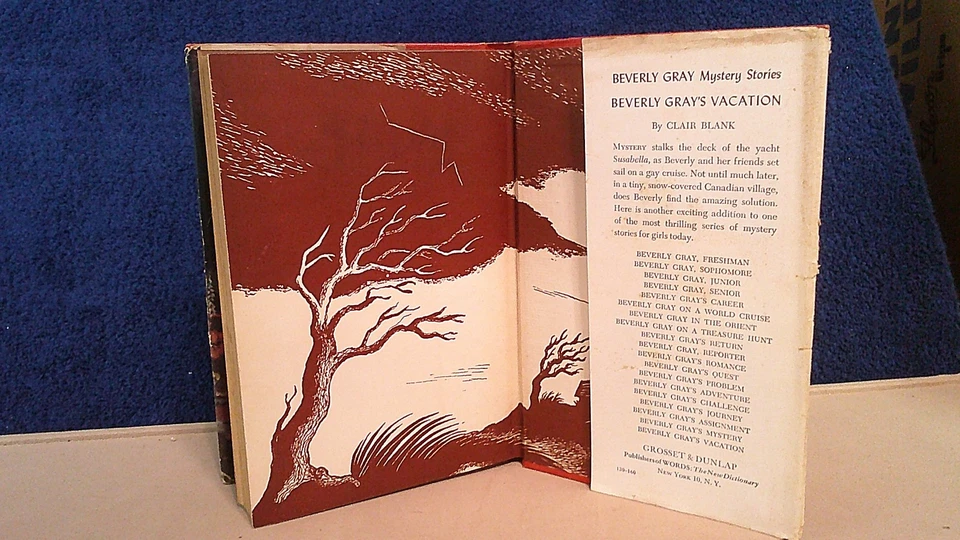 BEVERLY GRAY Mystery Stories
BEVERLY GRAY'S VACATION
By CLAIR BLANK
MYSTERY stalks the deck of the yacht
Susabella, as Beverly and her friends set
sail on a gay cruise. Not until much later,
in a tiny, snow-covered Canadian village,
does Beverly find the amazing solution.
Here is another exciting addition to one
of the most thrilling series of mystery
stories for girls today.
BEVERLY GRAY, FRESHMAN
BEVERLY GRAY, SOPHOMORE
BEVERLY GRAY, JUNIOR
BEVERLY GRAY, SENIOR
BEVERLY GRAY'S CAREER
BEVERLY GRAY ON A WORLD CRUISE
BEVERLY GRAY IN THE ORIENT
BEVERLY GRAY ON A TREASURE HUNT
BEVERLY GRAY'S RETURN
BEVERLY GRAY, REPORTER
BEVERLY GRAY'S ROMANCE
BEVERLY GRAY'S QUEST
BEVERLY GRAY'S PROBLEM
BEVERLY GRAY'S ADVENTURE
BEVERLY GRAY'S CHALLENGE
BEVERLY GRAY'S JOURNEY
BEVERLY GRAY'S ASSIGNMENT
BEVERLY GRAY'S MYSTERY
BEVERLY GRAY'S VACATION
GROSSET & DUNLAP
Publishers of WORDS: The New Dictionary
120-160 NEW YORK 10, N. Y.